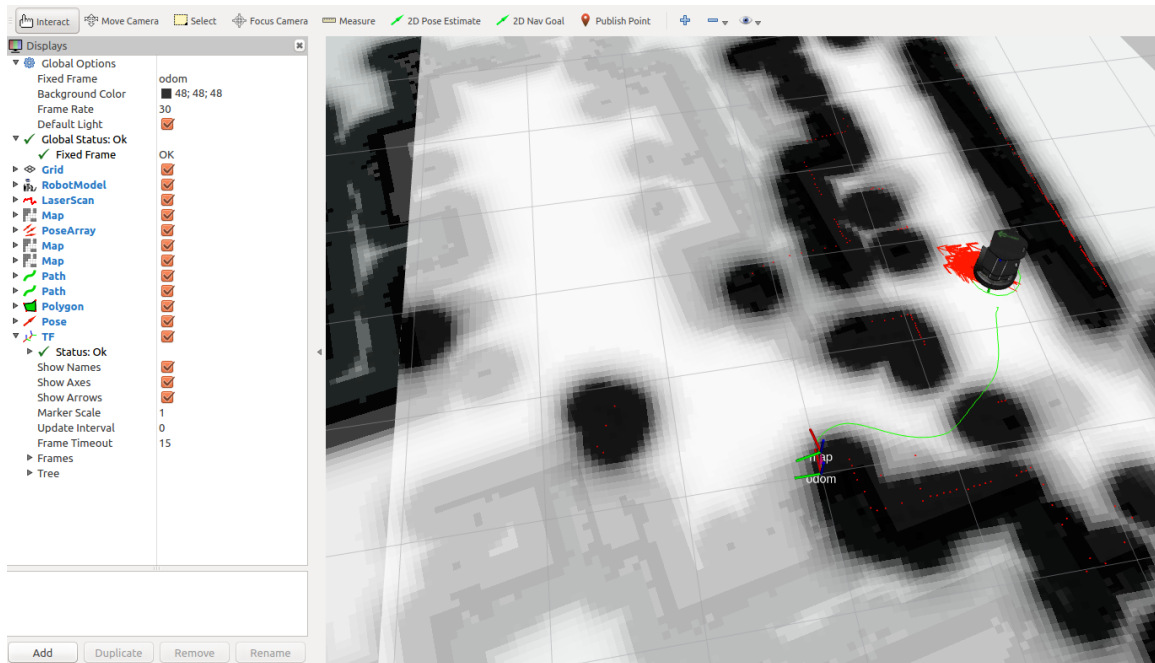 Interact Move Camera Select Focus Camera Measure 2D Pose Estimate 2D Nav Goal Publish Point
Displays
Global Options
Fixed Frame odom
Background Color 48; 48; 48
Frame Rate 30
Default Light
Global Status: Ok
Fixed Frame OK
Grid
RobotModel
LaserScan
Map
PoseArray
Map
Map
Path
Path
Polygon
Pose
TF
Status: Ok
Show Names
Show Axes
Show Arrows
Marker Scale 1
Update Interval 0
Frame Timeout 15
Frames
Tree
map
odom
Add Duplicate Remove Rename